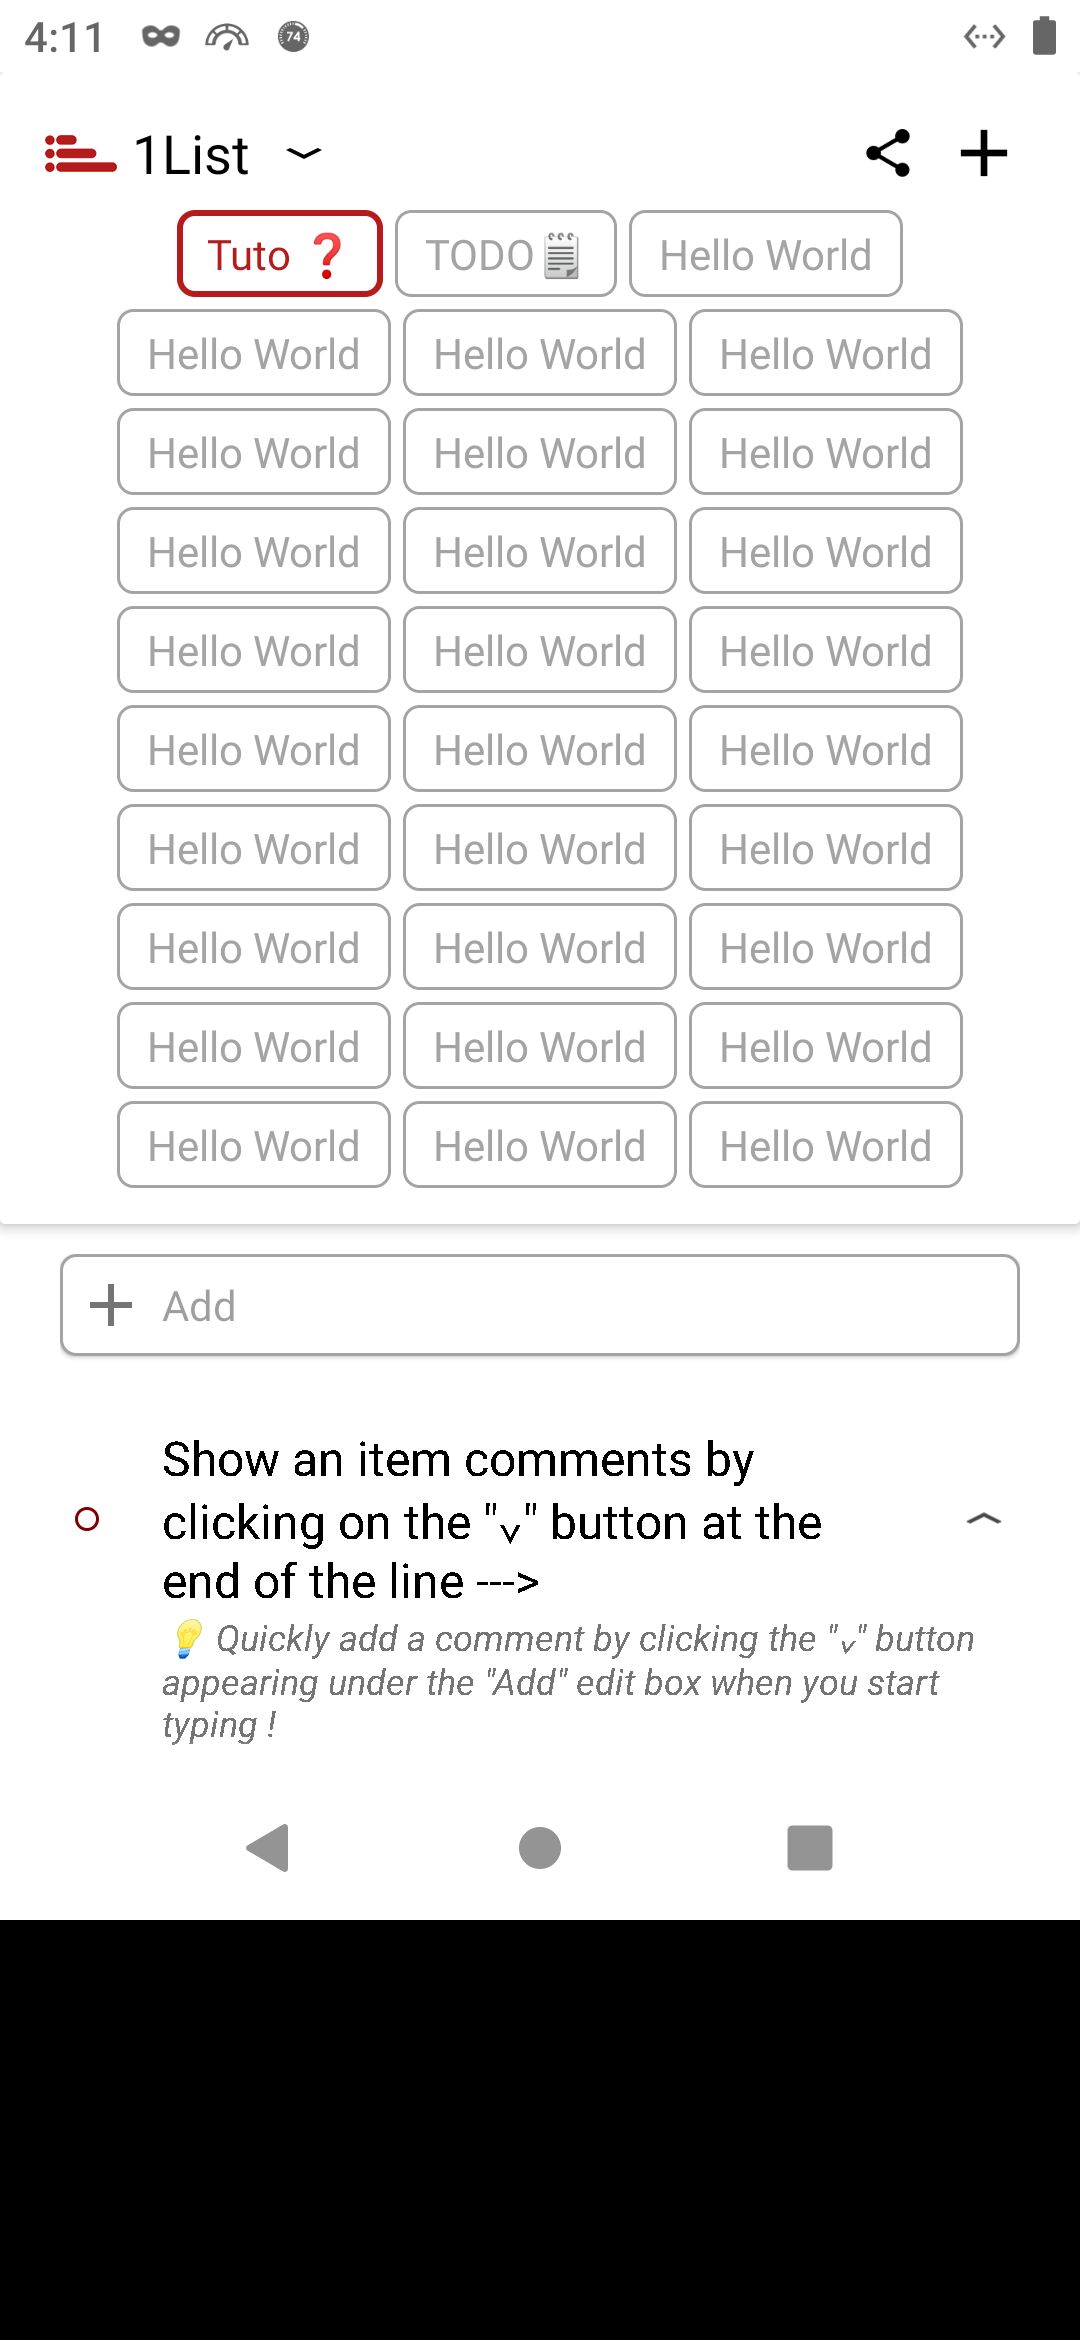 4:11
74
1List
Tuto ❓ TODO🗒 Hello World
Hello World Hello World Hello World
Hello World Hello World Hello World
Hello World Hello World Hello World
Hello World Hello World Hello World
Hello World Hello World Hello World
Hello World Hello World Hello World
Hello World Hello World Hello World
Hello World Hello World Hello World
Hello World Hello World Hello World
Add
Show an item comments by
clicking on the "v" button at the
end of the line --->
💡 Quickly add a comment by clicking the "v" button
appearing under the "Add" edit box when you start
typing !